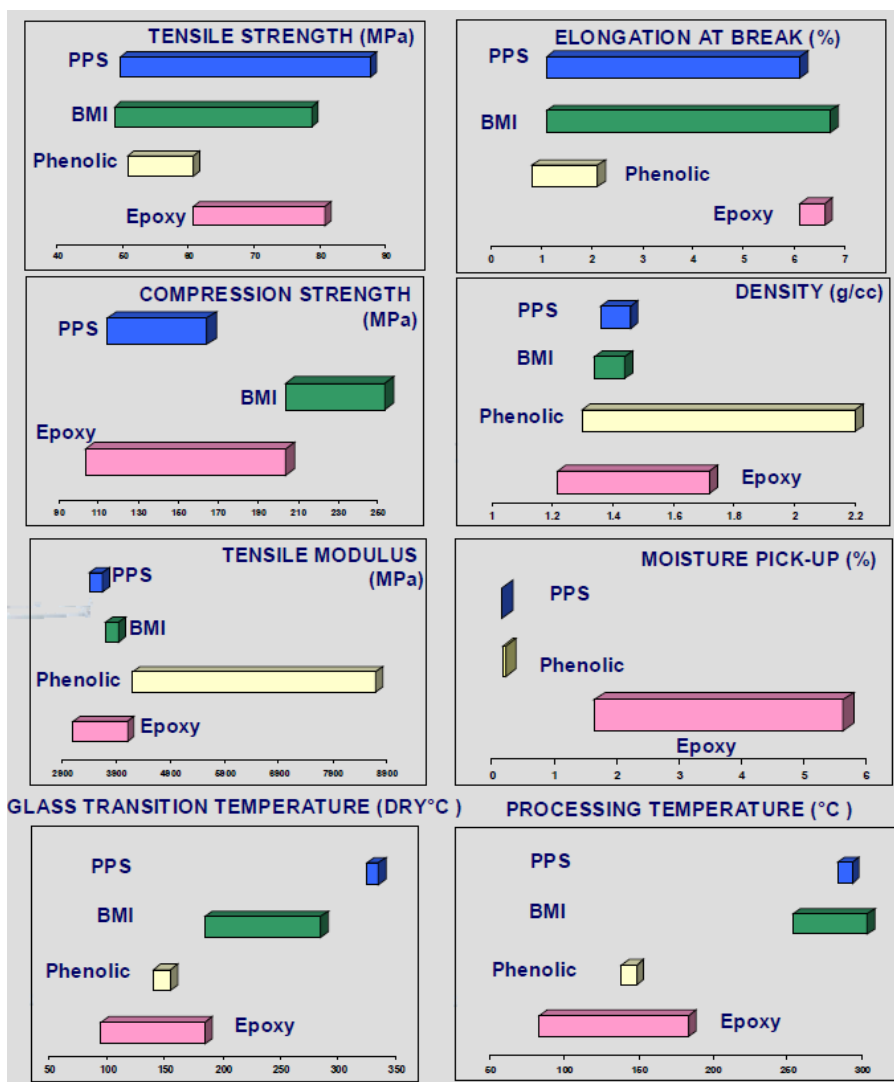 TENSILE STRENGTH (MPa)
PPS
BMI
Phenolic
Epoxy
40 50 60 70 80 90
ELONGATION AT BREAK (%)
PPS
BMI
Phenolic
Epoxy
0 1 2 3 4 5 6 7
COMPRESSION STRENGTH
(MPa)
PPS
BMI
Epoxy
90 110 130 150 170 190 210 230 250
DENSITY (g/cc)
PPS
BMI
Phenolic
Epoxy
1 1.2 1.4 1.6 1.8 2 2.2
TENSILE MODULUS
(MPa)
PPS
BMI
Phenolic
Epoxy
2900 3900 4900 5900 6900 7900 8900
MOISTURE PICK-UP (%)
PPS
Phenolic
Epoxy
0 1 2 3 4 5 6
GLASS TRANSITION TEMPERATURE (DRY°C )
PPS
BMI
Phenolic
Epoxy
50 100 150 200 250 300 350
PROCESSING TEMPERATURE (°C )
PPS
BMI
Phenolic
Epoxy
50 100 150 200 250 300